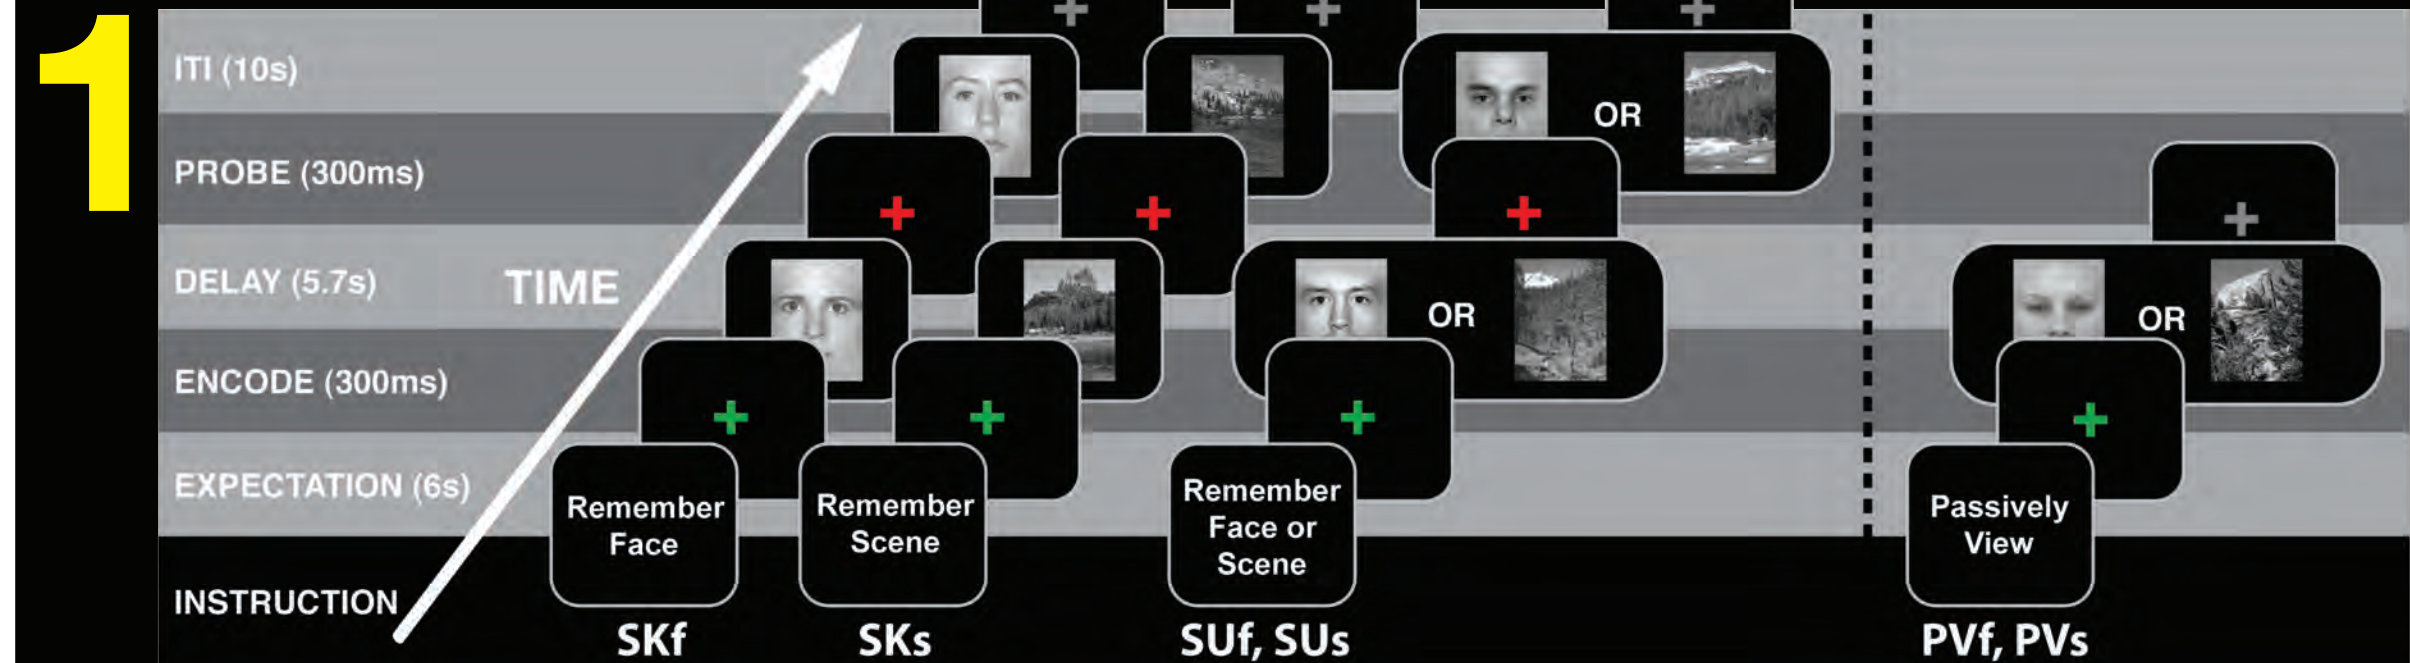 1
ITI (10s)
PROBE (300ms)
DELAY (5.7s)
ENCODE (300ms)
EXPECTATION (6s)
INSTRUCTION
TIME
OR
OR
OR
Remember
Face
Remember
Scene
Remember
Face or
Scene
Passively
View
SKf
SKs
SUf, SUs
PVf, PVs